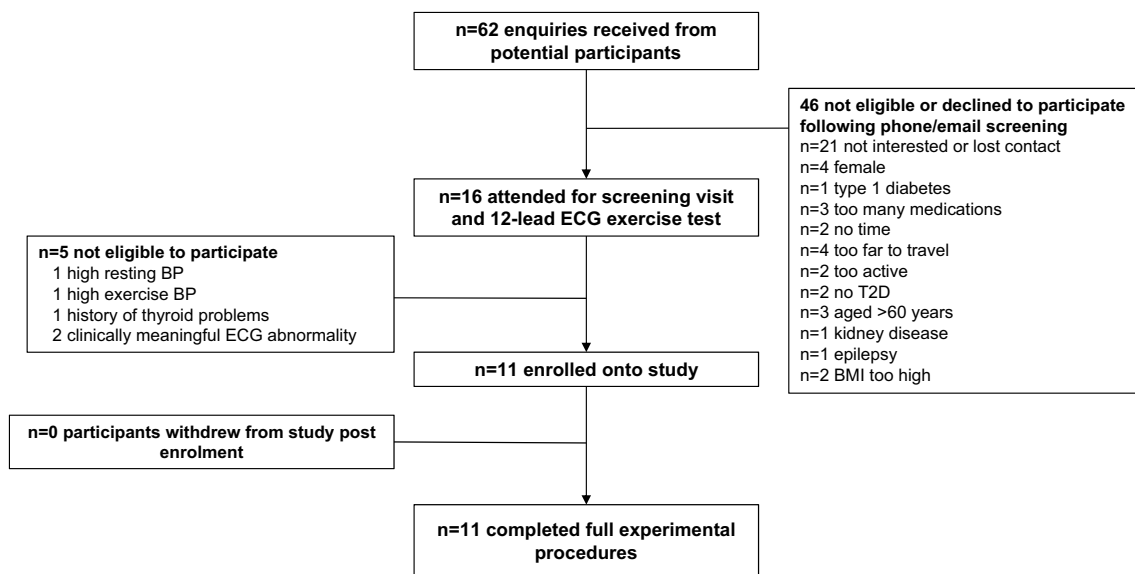 n=62 enquiries received from
potential participants
46 not eligible or declined to participate
following phone/email screening
n=21 not interested or lost contact
n=4 female
n=1 type 1 diabetes
n=3 too many medications
n=2 no time
n=4 too far to travel
n=2 too active
n=2 no T2D
n=3 aged >60 years
n=1 kidney disease
n=1 epilepsy
n=2 BMI too high
n=16 attended for screening visit
and 12-lead ECG exercise test
n=5 not eligible to participate
1 high resting BP
1 high exercise BP
1 history of thyroid problems
2 clinically meaningful ECG abnormality
n=11 enrolled onto study
n=0 participants withdrew from study post
enrolment
n=11 completed full experimental
procedures